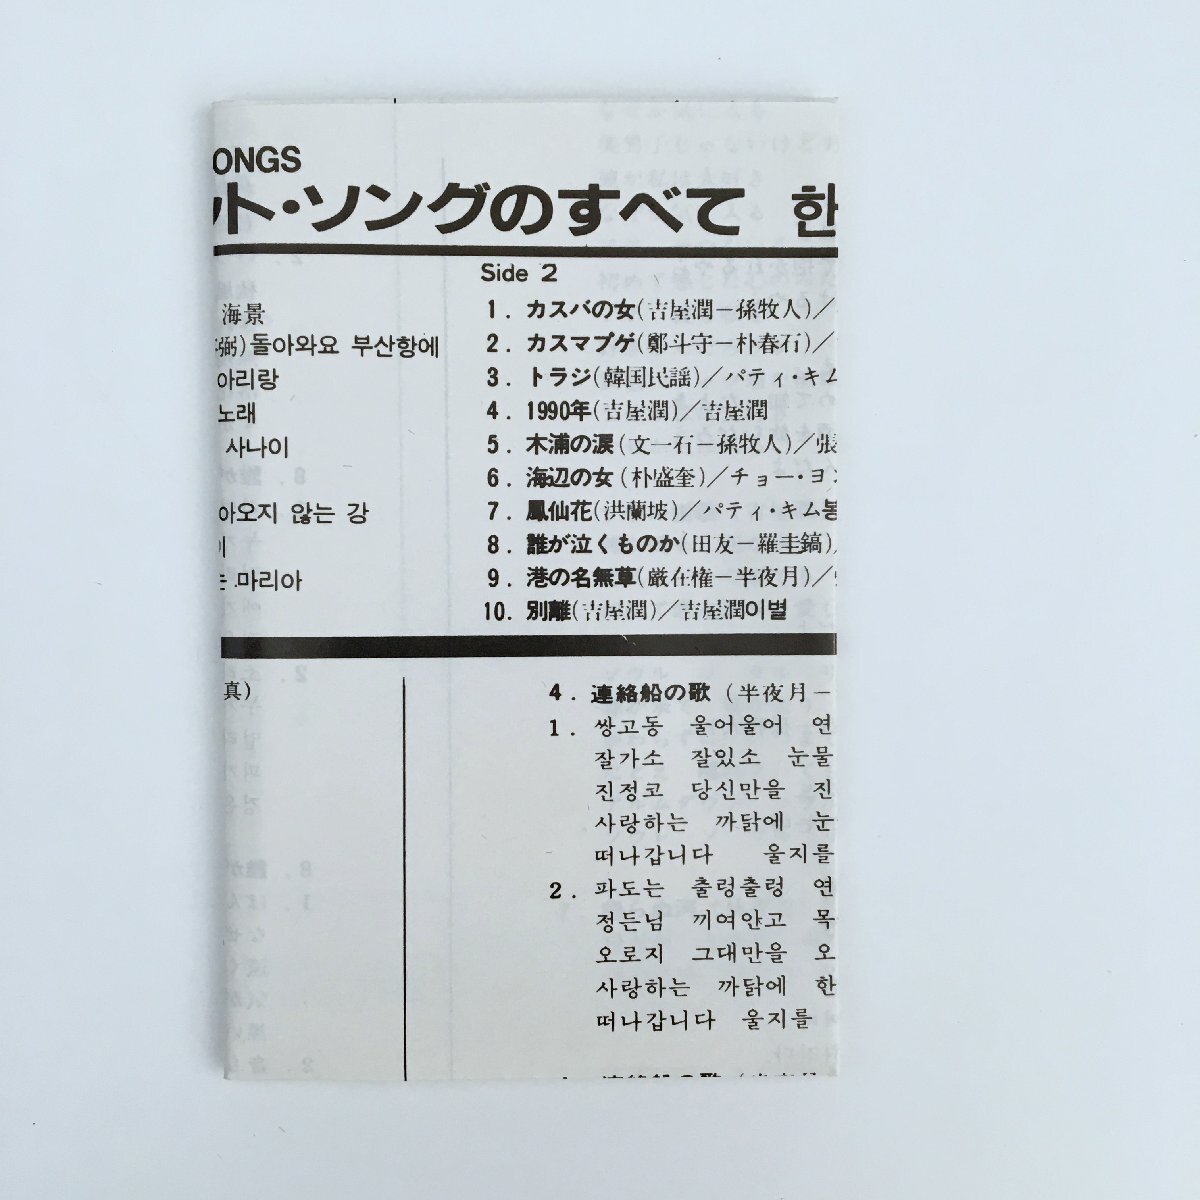 ONGS
ト・ソングのすべて 한
海景
弼)돌아와요 부산항에
아리랑
노래
사나이
아오지 않는 강
이
는 마리아
Side 2
1. カスバの女(吉屋潤－孫牧人)／
2. カスマプゲ(鄭斗守－朴春石)／
3. トラジ(韓国民謡)／パティ・キム
4. 1990年(吉屋潤)／吉屋潤
5. 木浦の涙(文一石－孫牧人)／張
6. 海辺の女(朴盛奎)／チョー・ヨン
7. 鳳仙花(洪蘭坡)／パティ・キム봉
8. 誰が泣くものか(田友－羅圭鎬)／
9. 港の名無草(厳在権－半夜月)／
10. 別離(吉屋潤)／吉屋潤이별
真)
4. 連絡船の歌 (半夜月－
1. 쌍고동 울어울어 연
잘가소 잘있소 눈물
진정코 당신만을 진
사랑하는 까닭에 눈
떠나갑니다 울지를
2. 파도는 출렁출렁 연
정든님 끼여안고 목
오로지 그대만을 오
사랑하는 까닭에 한
떠나갑니다 울지를